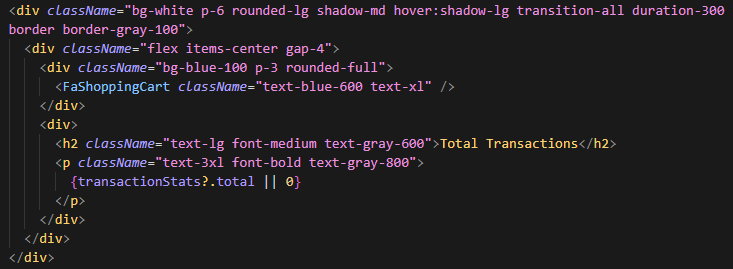 <div className="bg-white p-6 rounded-lg shadow-md hover:shadow-lg transition-all duration-300
border border-gray-100">
  <div className="flex items-center gap-4">
    <div className="bg-blue-100 p-3 rounded-full">
      <FaShoppingCart className="text-blue-600 text-xl" />
    </div>
    <div>
      <h2 className="text-lg font-medium text-gray-600">Total Transactions</h2>
      <p className="text-3xl font-bold text-gray-800">
        {transactionStats?.total || 0}
      </p>
    </div>
  </div>
</div>